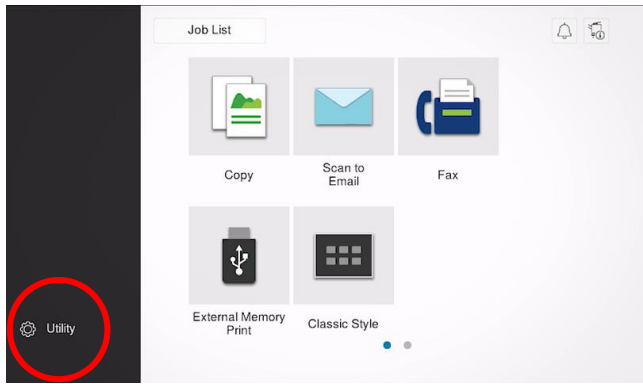 Job List
Copy
Scan to
Email
Fax
External Memory
Print
Classic Style
Utility